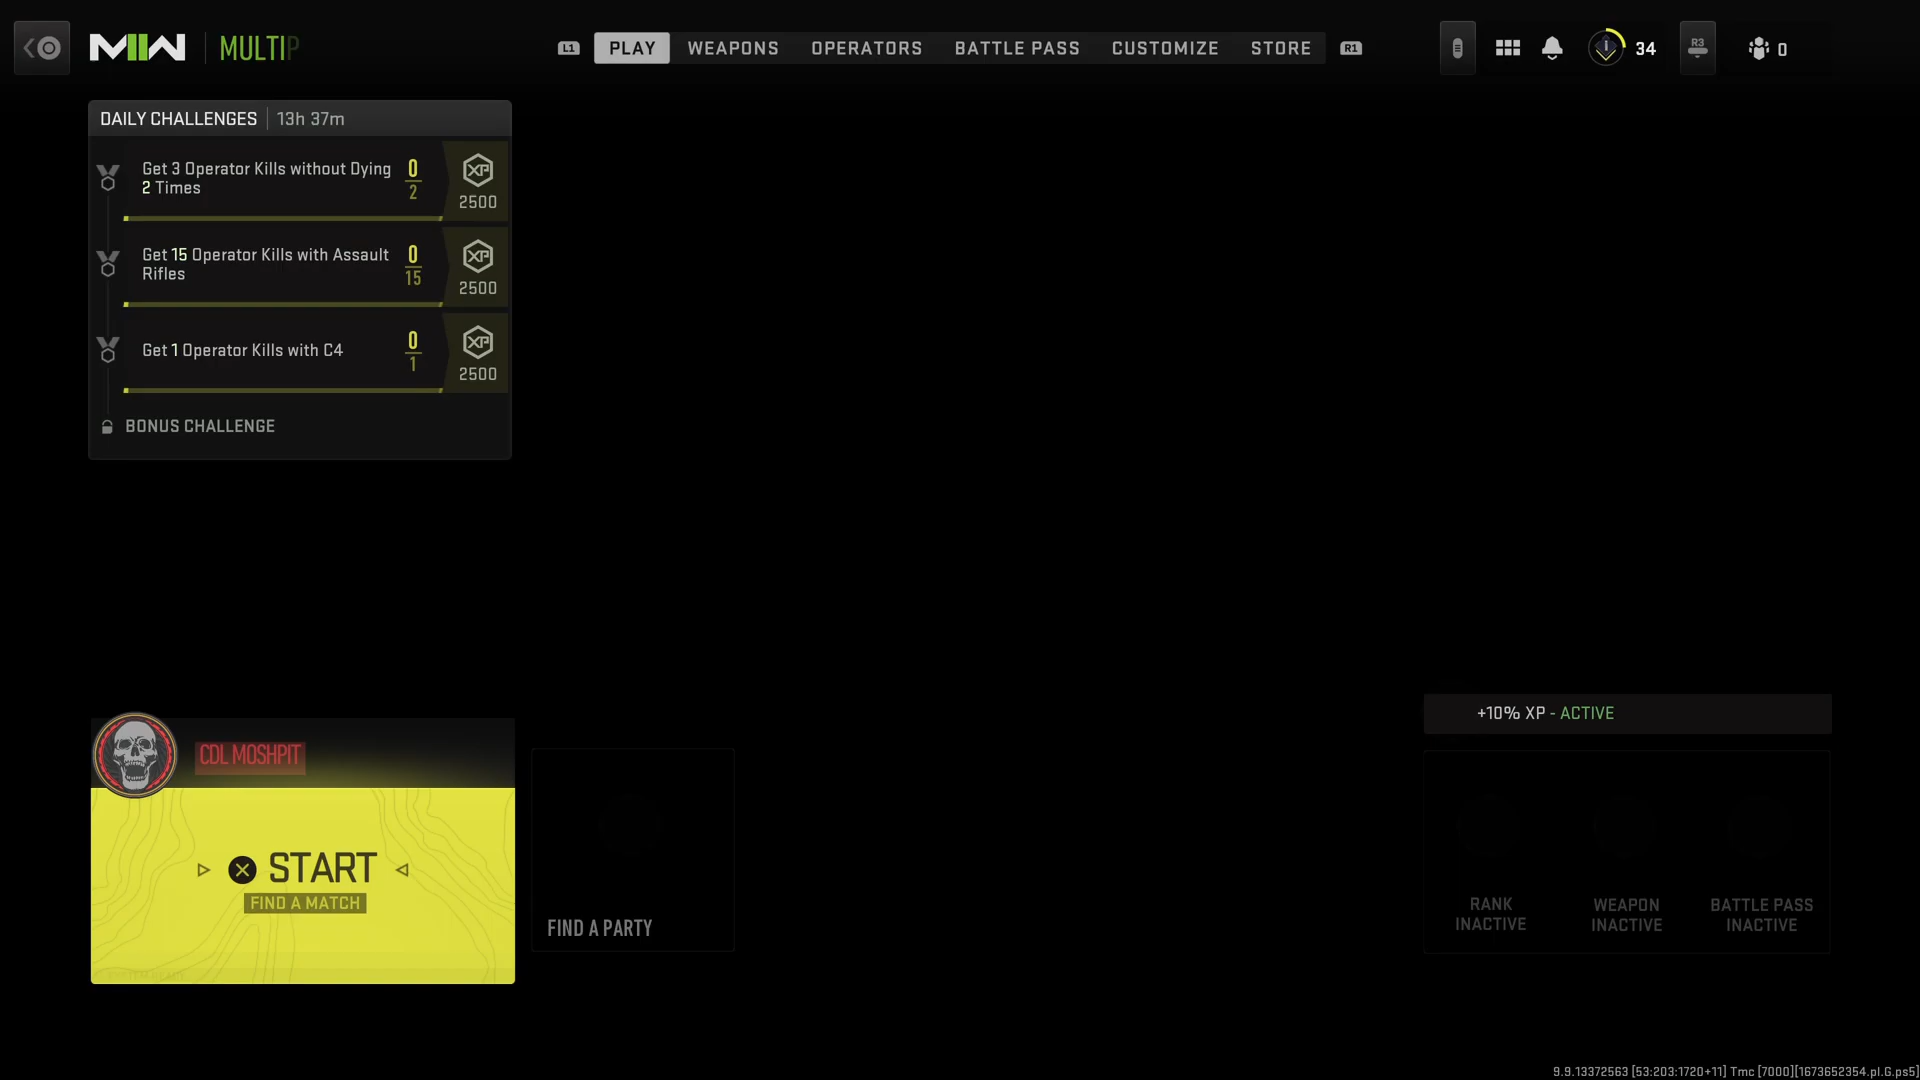 MWII MULTIP
L1 PLAY WEAPONS OPERATORS BATTLE PASS CUSTOMIZE STORE R1
34
R3
0
DAILY CHALLENGES 13h 37m
Get 3 Operator Kills without Dying
2 Times
0
2
XP
2500
Get 15 Operator Kills with Assault
Rifles
0
15
XP
2500
Get 1 Operator Kills with C4
0
1
XP
2500
BONUS CHALLENGE
CDL MOSHPIT
START
FIND A MATCH
FIND A PARTY
+10% XP - ACTIVE
RANK
INACTIVE
WEAPON
INACTIVE
BATTLE PASS
INACTIVE
9.9.13372563 [53:203:1720+11] Tmc [7000][1673652354.pl.G.ps5]